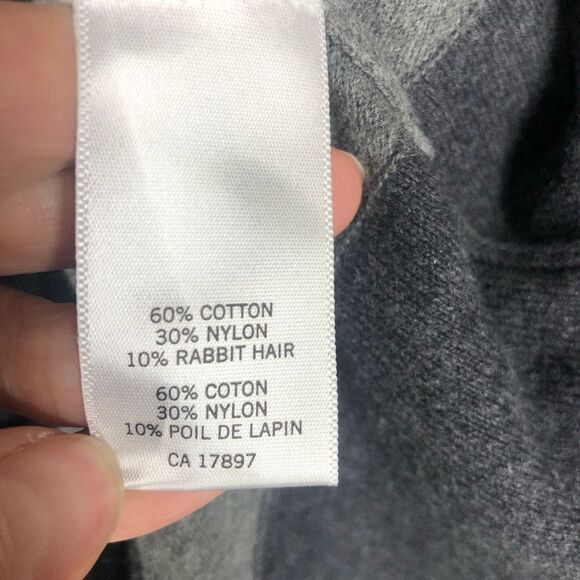 60% COTTON
30% NYLON
10% RABBIT HAIR
60% COTON
30% NYLON
10% POIL DE LAPIN
CA 17897